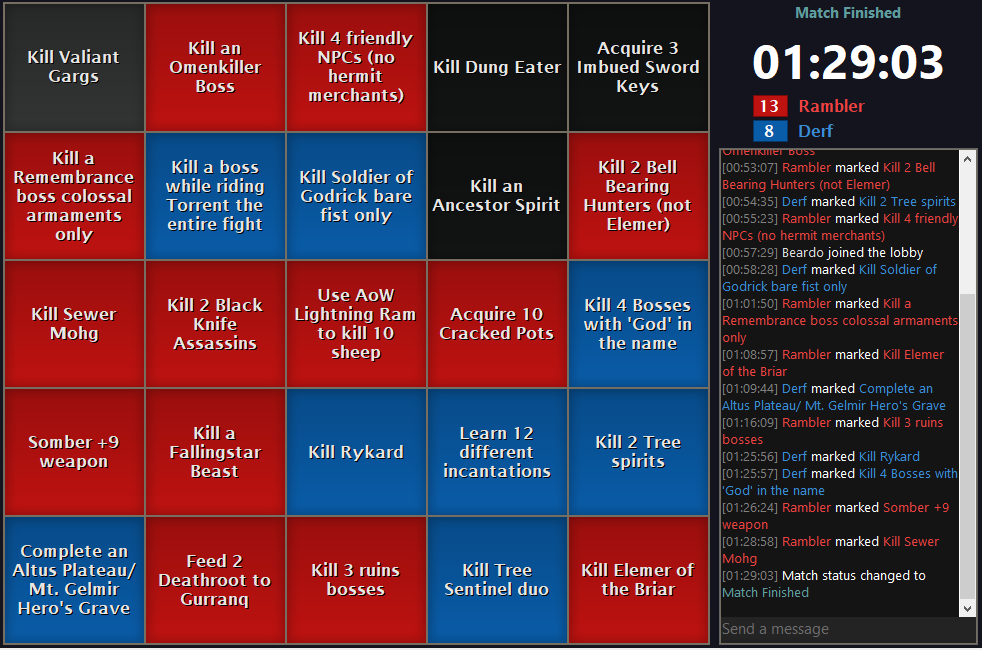 Kill Valiant
Gargs
Kill an
Omenkiller
Boss
Kill 4 friendly
NPCs (no
hermit
merchants)
Kill Dung Eater
Acquire 3
Imbued Sword
Keys
Kill a
Remembrance
boss colossal
armaments
only
Kill a boss
while riding
Torrent the
entire fight
Kill Soldier of
Godrick bare
fist only
Kill an
Ancestor Spirit
Kill 2 Bell
Bearing
Hunters (not
Elemer)
Kill Sewer
Mohg
Kill 2 Black
Knife
Assassins
Use AoW
Lightning Ram
to kill 10
sheep
Acquire 10
Cracked Pots
Kill 4 Bosses
with 'God' in
the name
Somber +9
weapon
Kill a
Fallingstar
Beast
Kill Rykard
Learn 12
different
incantations
Kill 2 Tree
spirits
Complete an
Altus Plateau/
Mt. Gelmir
Hero's Grave
Feed 2
Deathroot to
Gurranq
Kill 3 ruins
bosses
Kill Tree
Sentinel duo
Kill Elemer of
the Briar
Match Finished
01:29:03
13 Rambler
8 Derf
Omenkiller Boss
[00:53:07] Rambler marked Kill 2 Bell
Bearing Hunters (not Elemer)
[00:54:35] Derf marked Kill 2 Tree spirits
[00:55:23] Rambler marked Kill 4 friendly
NPCs (no hermit merchants)
[00:57:29] Beardo joined the lobby
[00:58:28] Derf marked Kill Soldier of
Godrick bare fist only
[01:01:50] Rambler marked Kill a
Remembrance boss colossal armaments
only
[01:08:57] Rambler marked Kill Elemer
of the Briar
[01:09:44] Derf marked Complete an
Altus Plateau/ Mt. Gelmir Hero's Grave
[01:16:09] Rambler marked Kill 3 ruins
bosses
[01:25:56] Derf marked Kill Rykard
[01:25:57] Derf marked Kill 4 Bosses with
'God' in the name
[01:26:24] Rambler marked Somber +9
weapon
[01:28:58] Rambler marked Kill Sewer
Mohg
[01:29:03] Match status changed to
Match Finished
Send a message